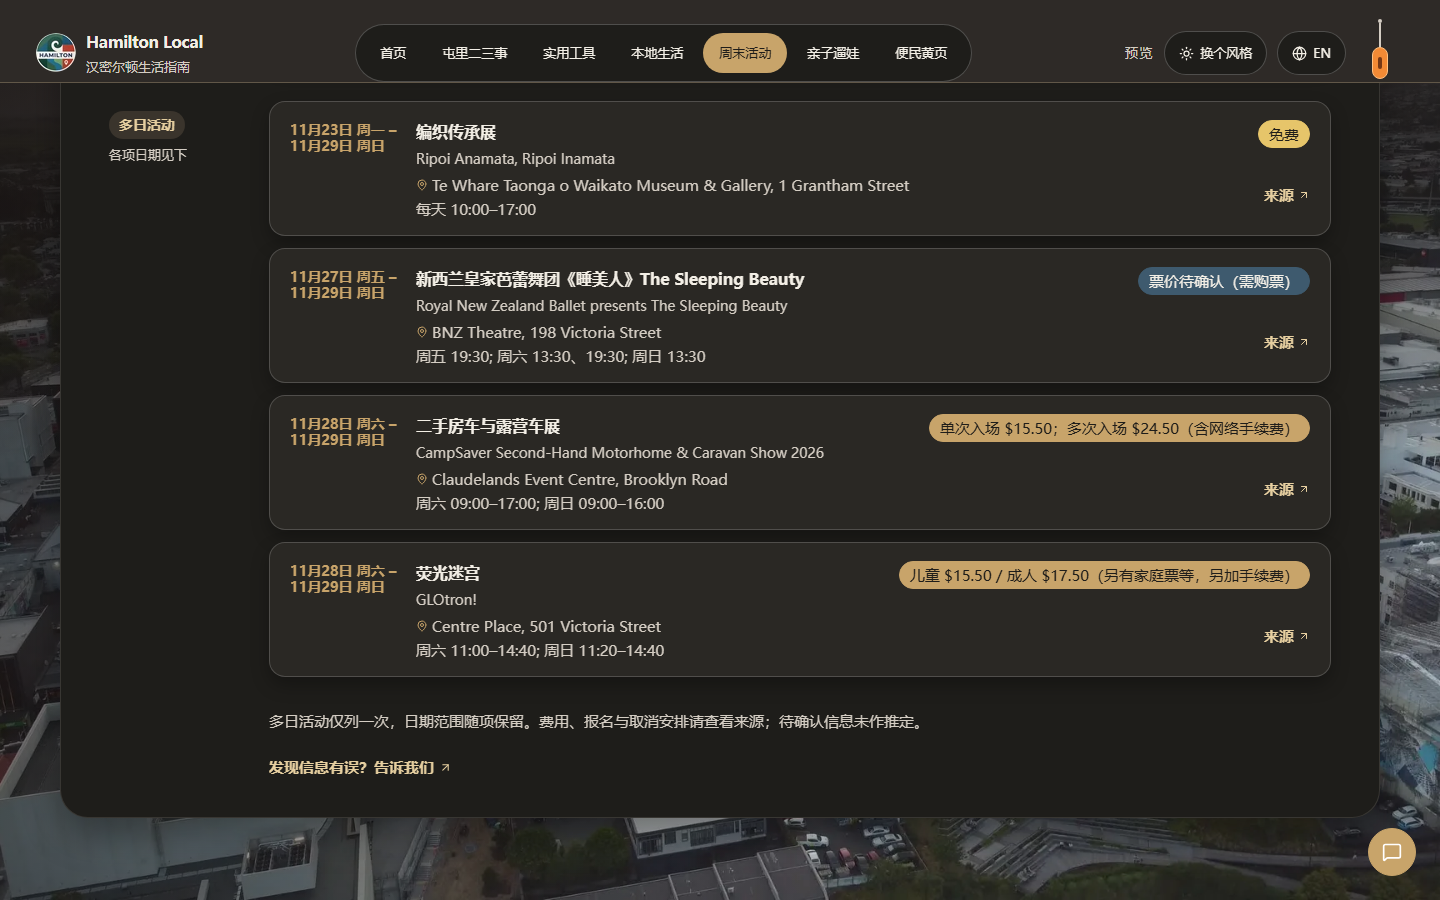 Hamilton Local
汉密尔顿生活指南
HAMILTON
首页
屯里二三事
实用工具
本地生活
周末活动
亲子遛娃
便民黄页
预览
换个风格
EN
多日活动
各项日期见下
11月23日 周一 –
11月29日 周日
编织传承展
Ripoi Anamata, Ripoi Inamata
Te Whare Taonga o Waikato Museum & Gallery, 1 Grantham Street
每天 10:00–17:00
免费
来源
11月27日 周五 –
11月29日 周日
新西兰皇家芭蕾舞团《睡美人》The Sleeping Beauty
Royal New Zealand Ballet presents The Sleeping Beauty
BNZ Theatre, 198 Victoria Street
周五 19:30; 周六 13:30、19:30; 周日 13:30
票价待确认（需购票）
来源
11月28日 周六 –
11月29日 周日
二手房车与露营车展
CampSaver Second-Hand Motorhome & Caravan Show 2026
Claudelands Event Centre, Brooklyn Road
周六 09:00–17:00; 周日 09:00–16:00
单次入场 $15.50；多次入场 $24.50（含网络手续费）
来源
11月28日 周六 –
11月29日 周日
荧光迷宫
GLOtron!
Centre Place, 501 Victoria Street
周六 11:00–14:40; 周日 11:20–14:40
儿童 $15.50 / 成人 $17.50（另有家庭票等，另加手续费）
来源
多日活动仅列一次，日期范围随项保留。费用、报名与取消安排请查看来源；待确认信息未作推定。
发现信息有误？告诉我们